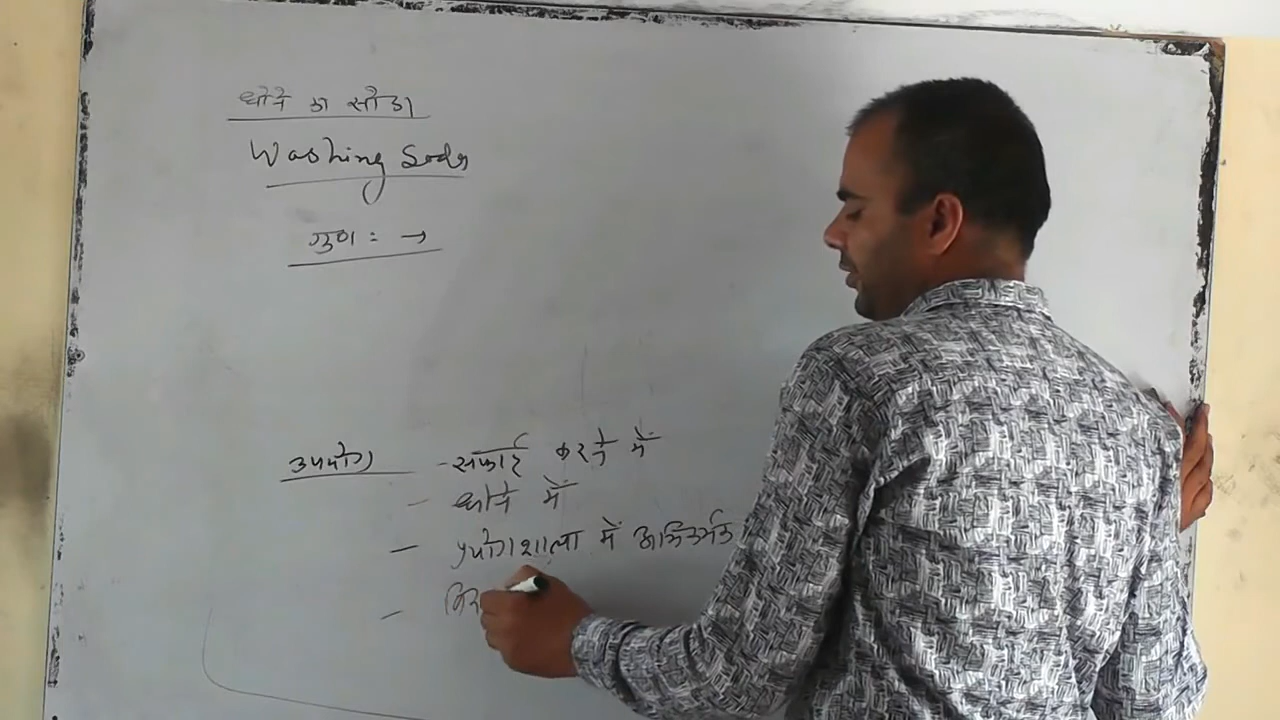 धोने का सोडा
Washing Soda
गुण : →
उपयोग - सफाई करने में
- धोने में
- प्रयोगशाला में अभिकर्मक
-